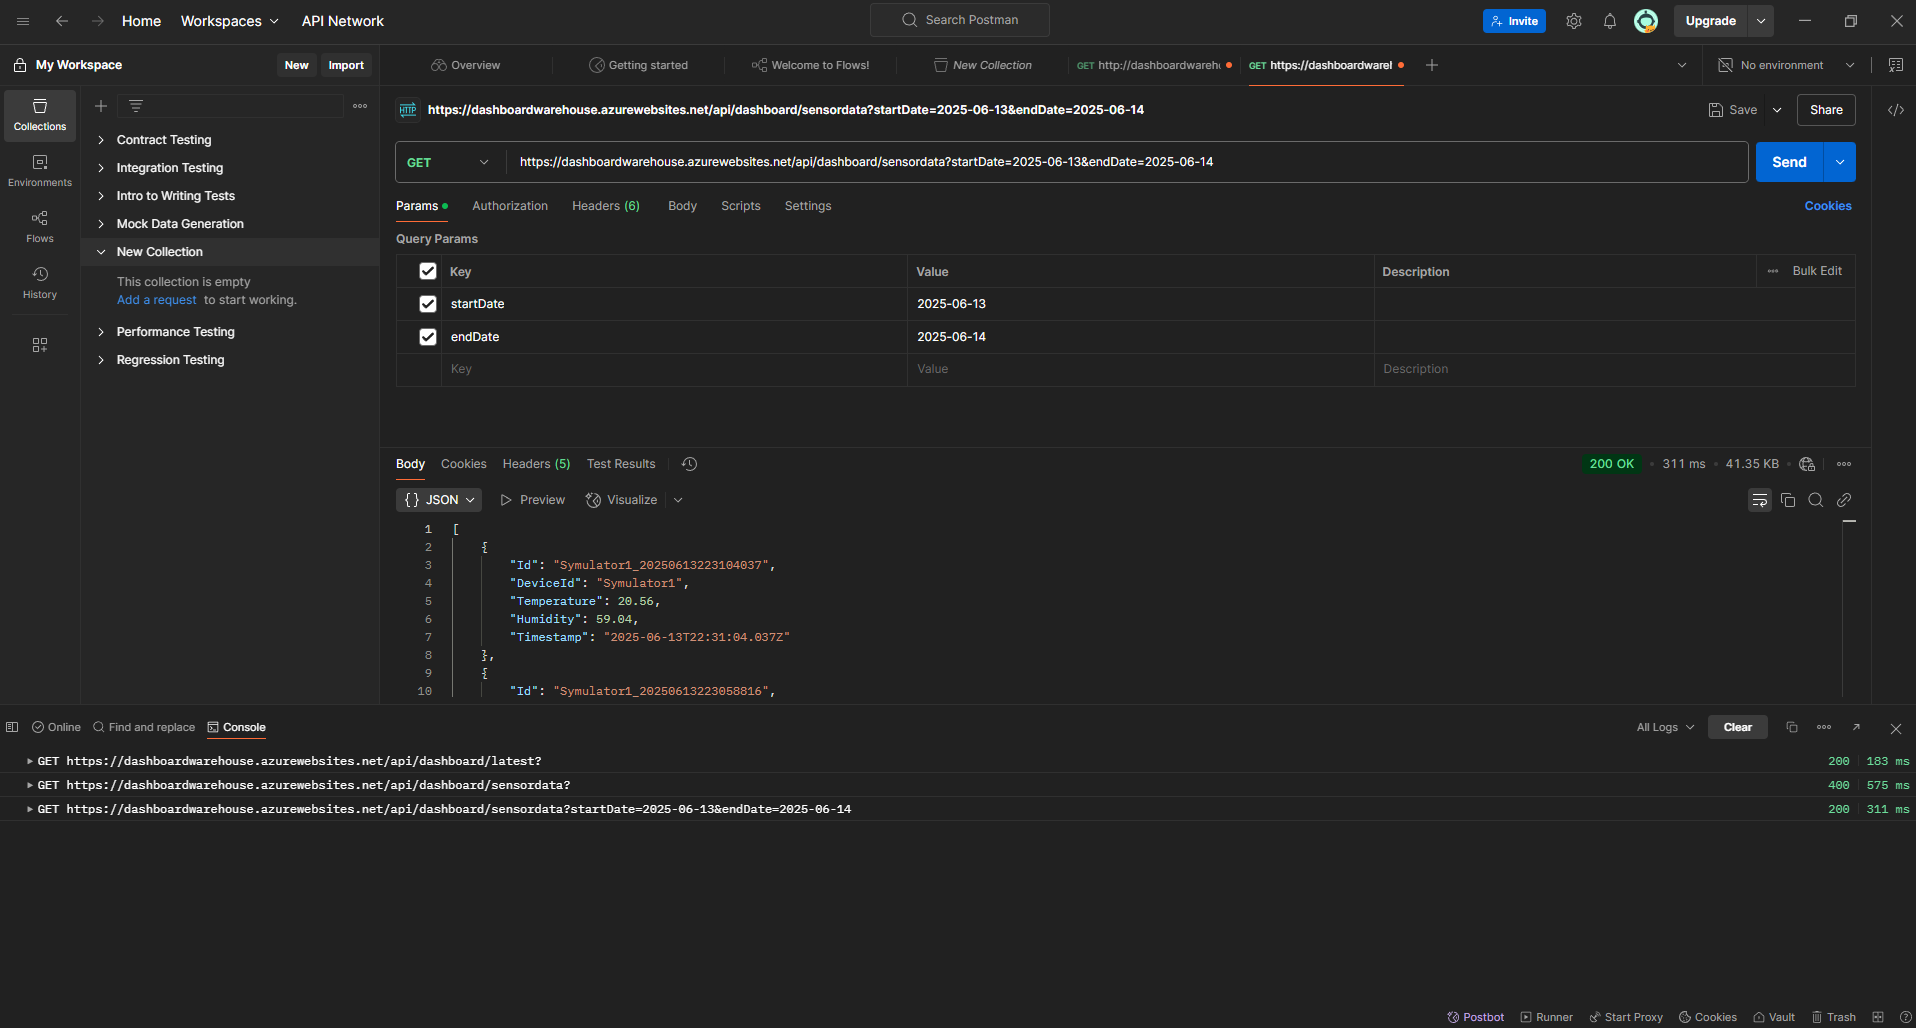 Home Workspaces API Network Search Postman Invite Upgrade
My Workspace New Import Overview Getting started Welcome to Flows! New Collection GET http://dashboardwareh GET https://dashboardwarel No environment
Collections
Environments
Flows
History
Contract Testing
Integration Testing
Intro to Writing Tests
Mock Data Generation
New Collection
This collection is empty
Add a request to start working.
Performance Testing
Regression Testing
HTTP https://dashboardwarehouse.azurewebsites.net/api/dashboard/sensordata?startDate=2025-06-13&endDate=2025-06-14 Save Share
GET https://dashboardwarehouse.azurewebsites.net/api/dashboard/sensordata?startDate=2025-06-13&endDate=2025-06-14 Send
Params Authorization Headers (6) Body Scripts Settings Cookies
Query Params
Key Value Description Bulk Edit
startDate 2025-06-13
endDate 2025-06-14
Key Value Description
Body Cookies Headers (5) Test Results 200 OK 311 ms 41.35 KB
{} JSON Preview Visualize
1 [
2 {
3 "Id": "Symulator1_20250613223104037",
4 "DeviceId": "Symulator1",
5 "Temperature": 20.56,
6 "Humidity": 59.04,
7 "Timestamp": "2025-06-13T22:31:04.037Z"
8 },
9 {
10 "Id": "Symulator1_20250613223058816",
Online Find and replace Console All Logs Clear
GET https://dashboardwarehouse.azurewebsites.net/api/dashboard/latest? 200 183 ms
GET https://dashboardwarehouse.azurewebsites.net/api/dashboard/sensordata? 400 575 ms
GET https://dashboardwarehouse.azurewebsites.net/api/dashboard/sensordata?startDate=2025-06-13&endDate=2025-06-14 200 311 ms
Postbot Runner Start Proxy Cookies Vault Trash